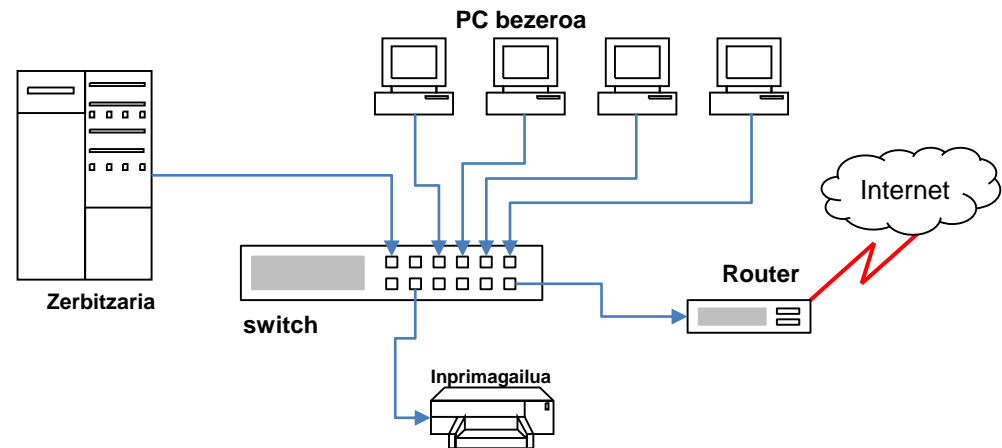 PC bezeroa
Internet
Router
Zerbitzaria
switch
Inprimagailua